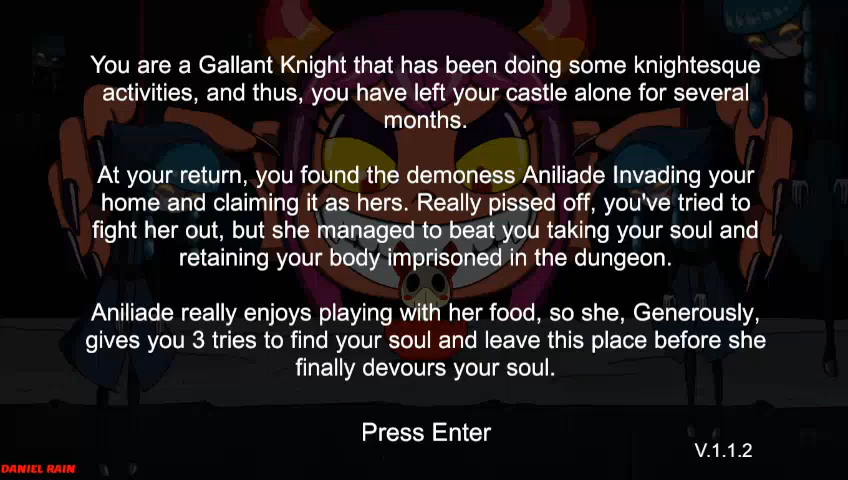 You are a Gallant Knight that has been doing some knightesque
activities, and thus, you have left your castle alone for several
months.
At your return, you found the demoness Aniliade Invading your
home and claiming it as hers. Really pissed off, you've tried to
fight her out, but she managed to beat you taking your soul and
retaining your body imprisoned in the dungeon.
Aniliade really enjoys playing with her food, so she, Generously,
gives you 3 tries to find your soul and leave this place before she
finally devours your soul.
Press Enter
V.1.1.2
DANIEL RAIN